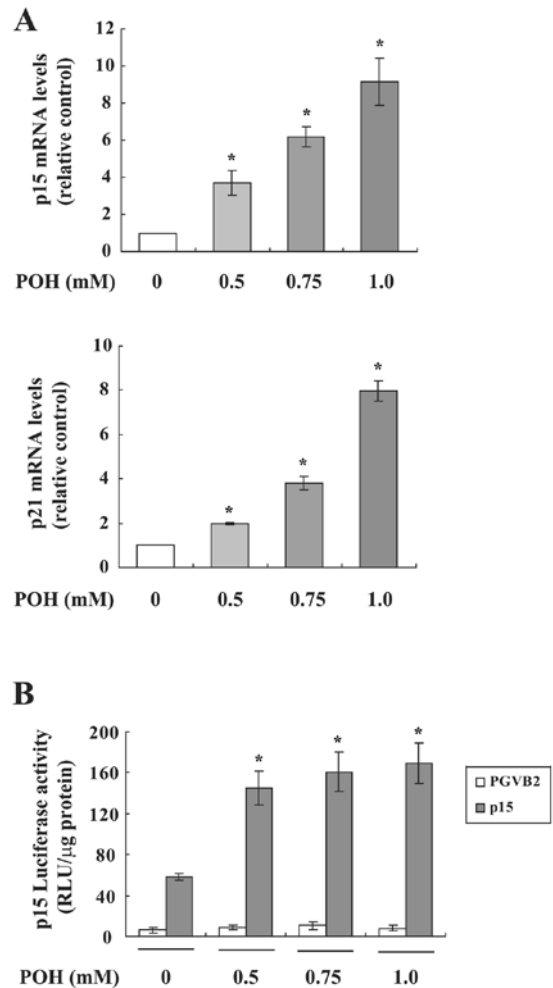 A
p15 mRNA levels
(relative control)
12
10
8
6
4
2
0
*
*
*
POH (mM) 0 0.5 0.75 1.0
p21 mRNA levels
(relative control)
10
8
6
4
2
0
*
*
*
POH (mM) 0 0.5 0.75 1.0
B
p15 Luciferase activity
(RLU/μg protein)
200
160
120
80
40
0
* * *
PGVB2
p15
POH (mM) 0 0.5 0.75 1.0